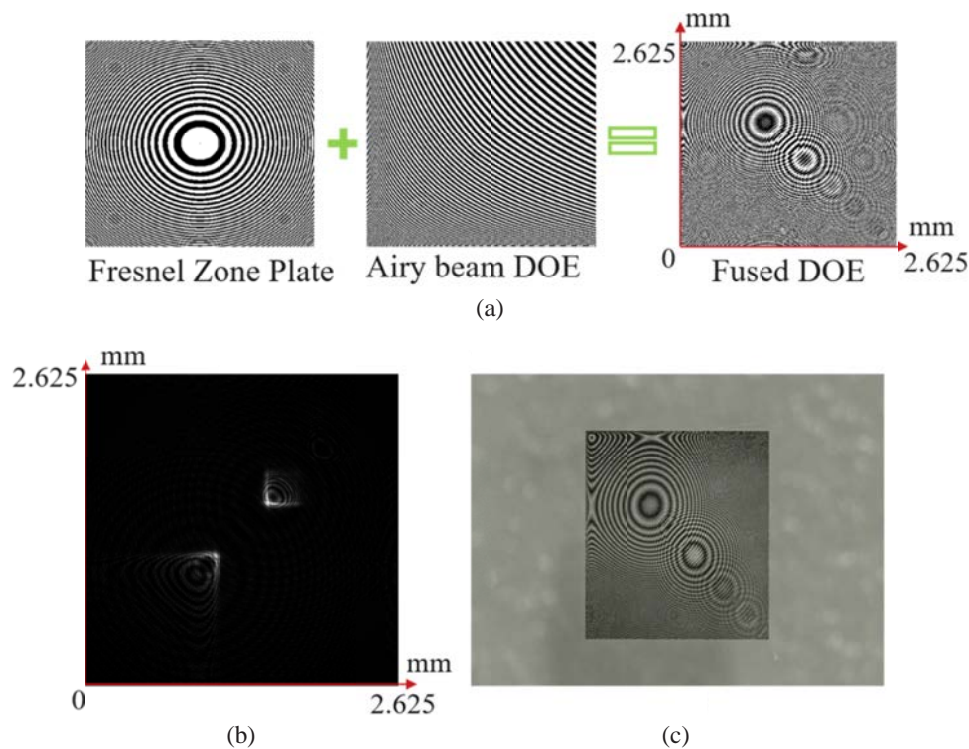 mm
2.625
+
=
0
2.625
mm
Fresnel Zone Plate
Airy beam DOE
Fused DOE
(a)
mm
2.625
mm
0
2.625
(b)
(c)